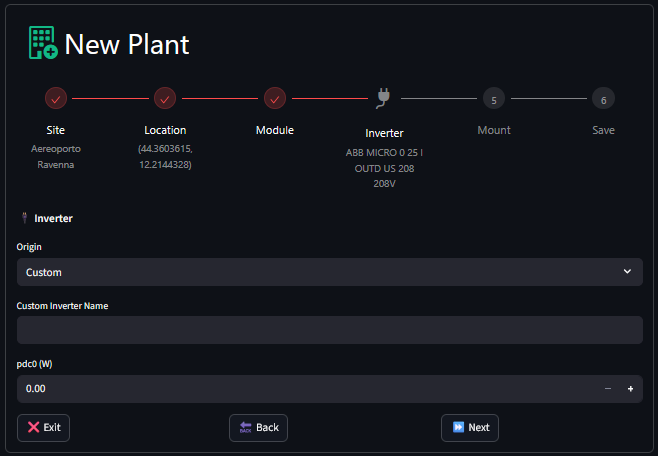 New Plant
5
6
Site
Location
Module
Inverter
Mount
Save
Aereoporto
Ravenna
(44.3603615,
12.2144328)
ABB MICRO 0 25 I
OUTD US 208
208V
Inverter
Origin
Custom
Custom Inverter Name
pdc0 (W)
0.00
Exit
BACK Back
Next